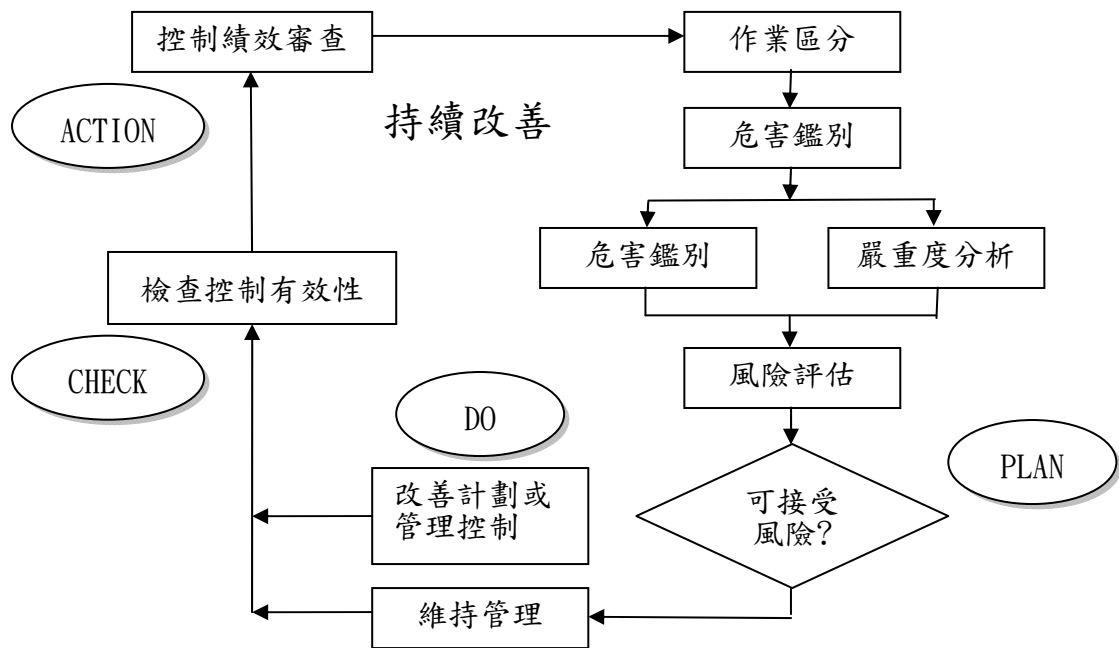 控制績效審查
作業區分
ACTION
持續改善
危害鑑別
危害鑑別
嚴重度分析
檢查控制有效性
CHECK
風險評估
DO
PLAN
改善計劃或
管理控制
可接受
風險?
維持管理